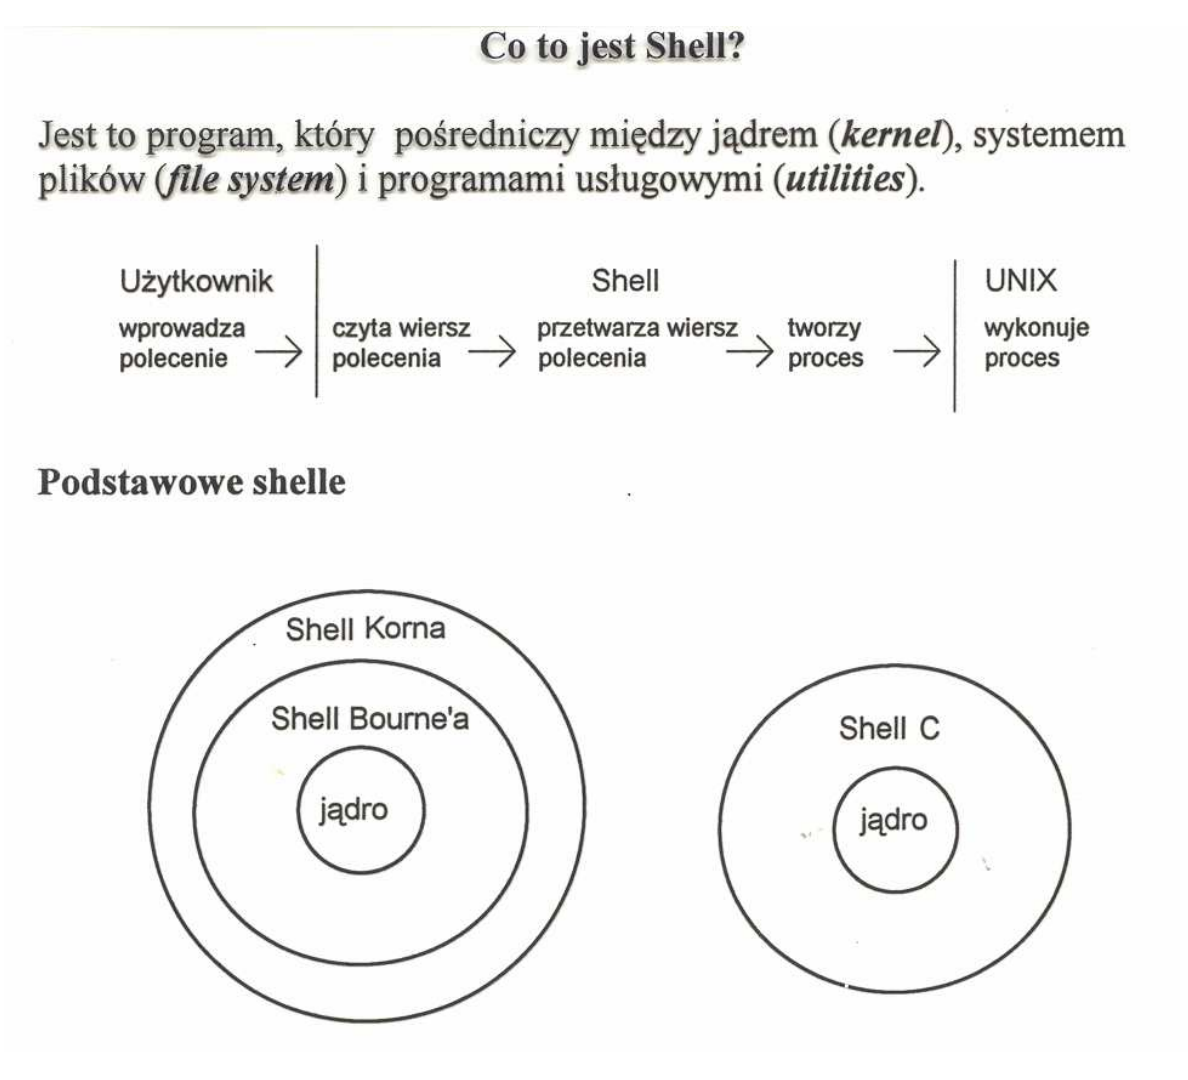 Co to jest Shell?
Jest to program, który pośredniczy między jądrem (kernel), systemem
plików (file system) i programami usługowymi (utilities).
Użytkownik Shell UNIX
wprowadza czyta wiersz przetwarza wiersz tworzy wykonuje
polecenie polecenia polecenia proces proces
Podstawowe shelle
Shell Korna
Shell Bourne'a
jądro
Shell C
jądro